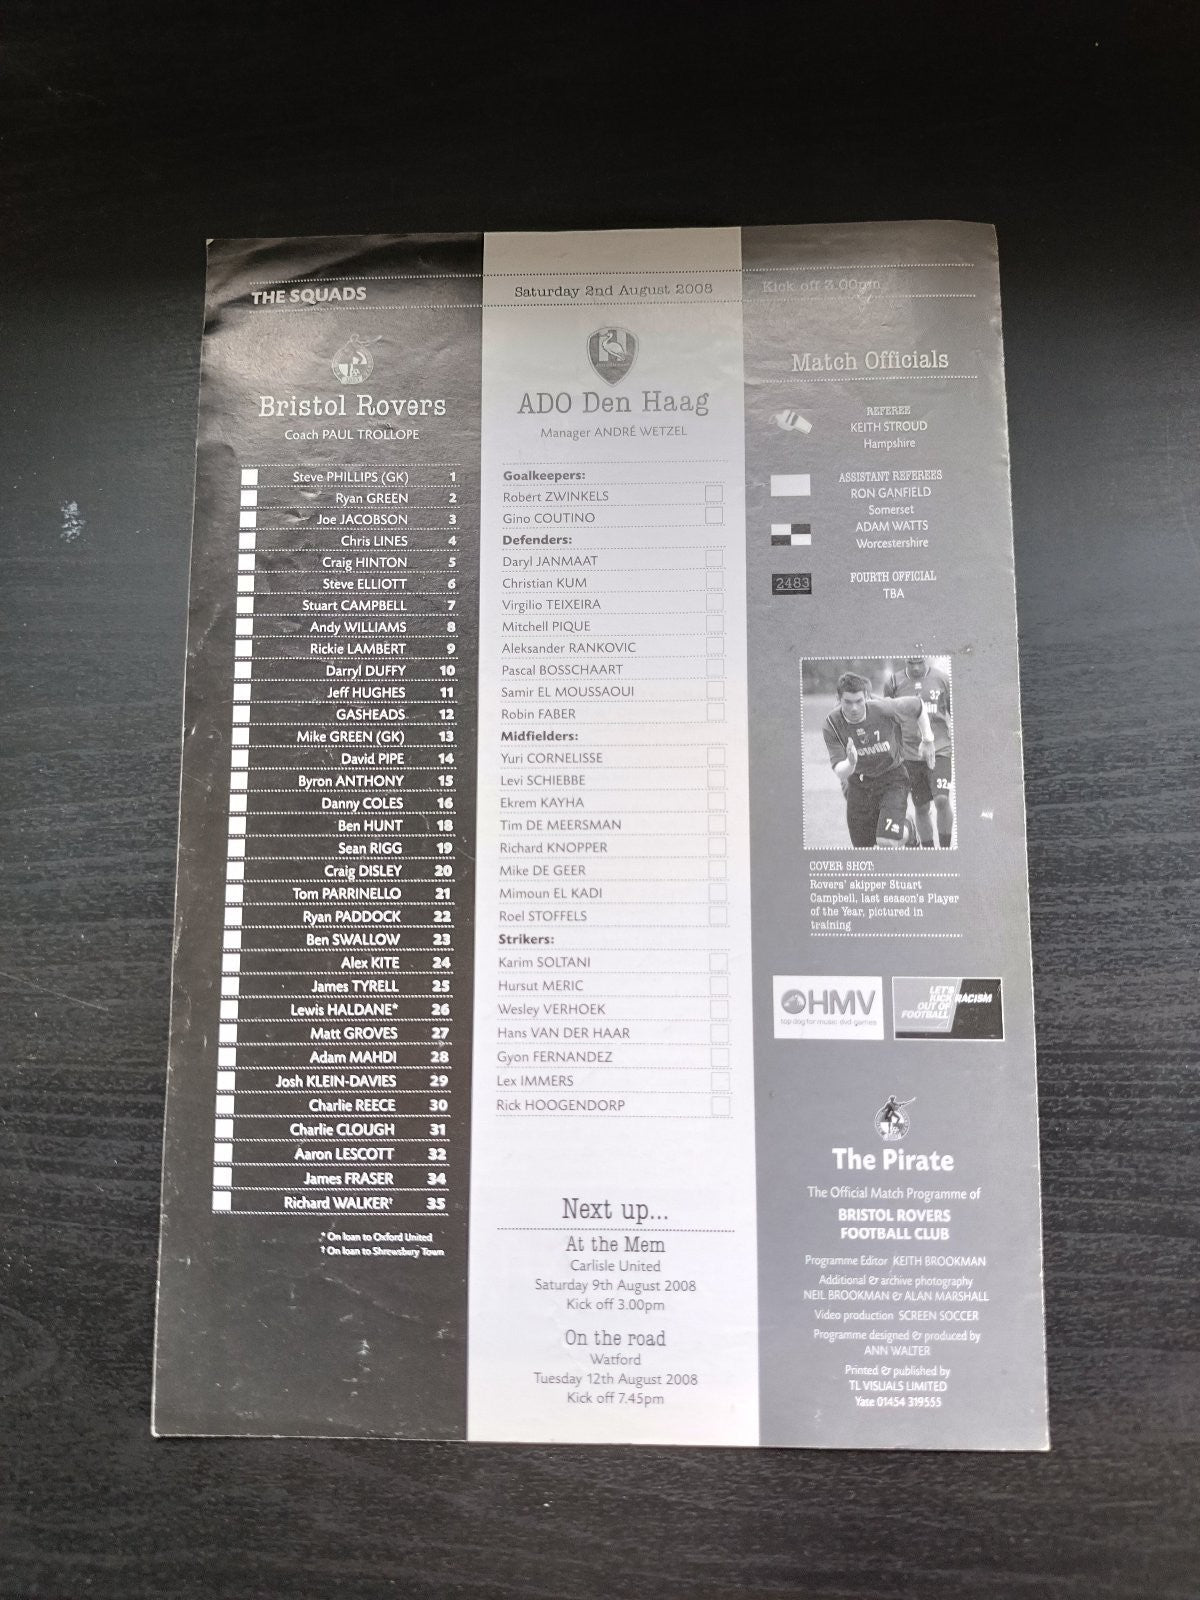 THE SQUADS
Saturday 2nd August 2008
Kick off 3.00pm
Bristol Rovers
Coach PAUL TROLLOPE
Steve PHILLIPS (GK) 1
Ryan GREEN 2
Joe JACOBSON 3
Chris LINES 4
Craig HINTON 5
Steve ELLIOTT 6
Stuart CAMPBELL 7
Andy WILLIAMS 8
Rickie LAMBERT 9
Darryl DUFFY 10
Jeff HUGHES 11
GASHEADS 12
Mike GREEN (GK) 13
David PIPE 14
Byron ANTHONY 15
Danny COLES 16
Ben HUNT 18
Sean RIGG 19
Craig DISLEY 20
Tom PARRINELLO 21
Ryan PADDOCK 22
Ben SWALLOW 23
Alex KITE 24
James TYRELL 25
Lewis HALDANE* 26
Matt GROVES 27
Adam MAHDI 28
Josh KLEIN-DAVIES 29
Charlie REECE 30
Charlie CLOUGH 31
Aaron LESCOTT 32
James FRASER 34
Richard WALKER† 35
* On loan to Oxford United
† On loan to Shrewsbury Town
ADO Den Haag
Manager ANDRÉ WETZEL
Goalkeepers:
Robert ZWINKELS
Gino COUTINO
Defenders:
Daryl JANMAAT
Christian KUM
Virgilio TEIXEIRA
Mitchell PIQUE
Aleksander RANKOVIC
Pascal BOSSCHAART
Samir EL MOUSSAOUI
Robin FABER
Midfielders:
Yuri CORNELISSE
Levi SCHIEBBE
Ekrem KAYHA
Tim DE MEERSMAN
Richard KNOPPER
Mike DE GEER
Mimoun EL KADI
Roel STOFFELS
Strikers:
Karim SOLTANI
Hursut MERIC
Wesley VERHOEK
Hans VAN DER HAAR
Gyon FERNANDEZ
Lex IMMERS
Rick HOOGENDORP
Next up...
At the Mem
Carlisle United
Saturday 9th August 2008
Kick off 3.00pm
On the road
Watford
Tuesday 12th August 2008
Kick off 7.45pm
Match Officials
REFEREE
KEITH STROUD
Hampshire
ASSISTANT REFEREES
RON GANFIELD
Somerset
ADAM WATTS
Worcestershire
2483
FOURTH OFFICIAL
TBA
32
7
32
7
COVER SHOT:
Rovers' skipper Stuart
Campbell, last season's Player
of the Year, pictured in
training
HMV
top dog for music·dvd·games
LET'S
KICK RACISM
OUT OF
FOOTBALL
The Pirate
The Official Match Programme of
BRISTOL ROVERS
FOOTBALL CLUB
Programme Editor KEITH BROOKMAN
Additional & archive photography
NEIL BROOKMAN & ALAN MARSHALL
Video production SCREEN SOCCER
Programme designed & produced by
ANN WALTER
Printed & published by
TL VISUALS LIMITED
Yate 01454 319555